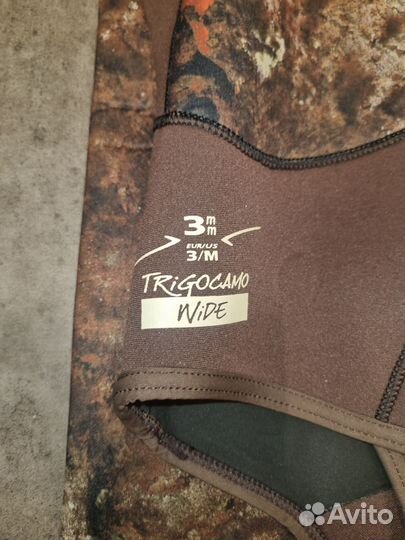 3mm
EUR/US
3/M
TRiGOCAMO
WiDE
Avito